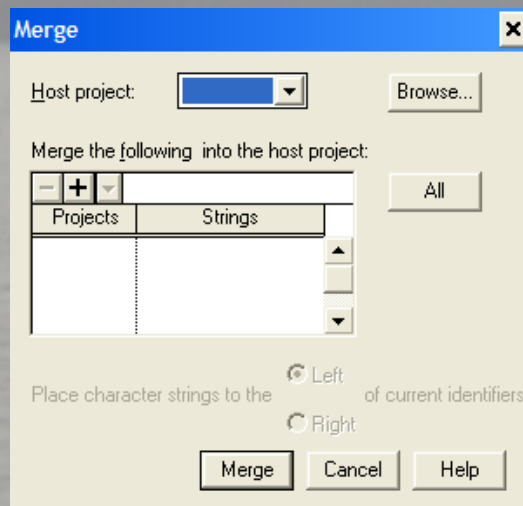 Merge
Host project:
Browse...
Merge the following into the host project:
All
Projects Strings
Left
Place character strings to the of current identifiers
Right
Merge Cancel Help